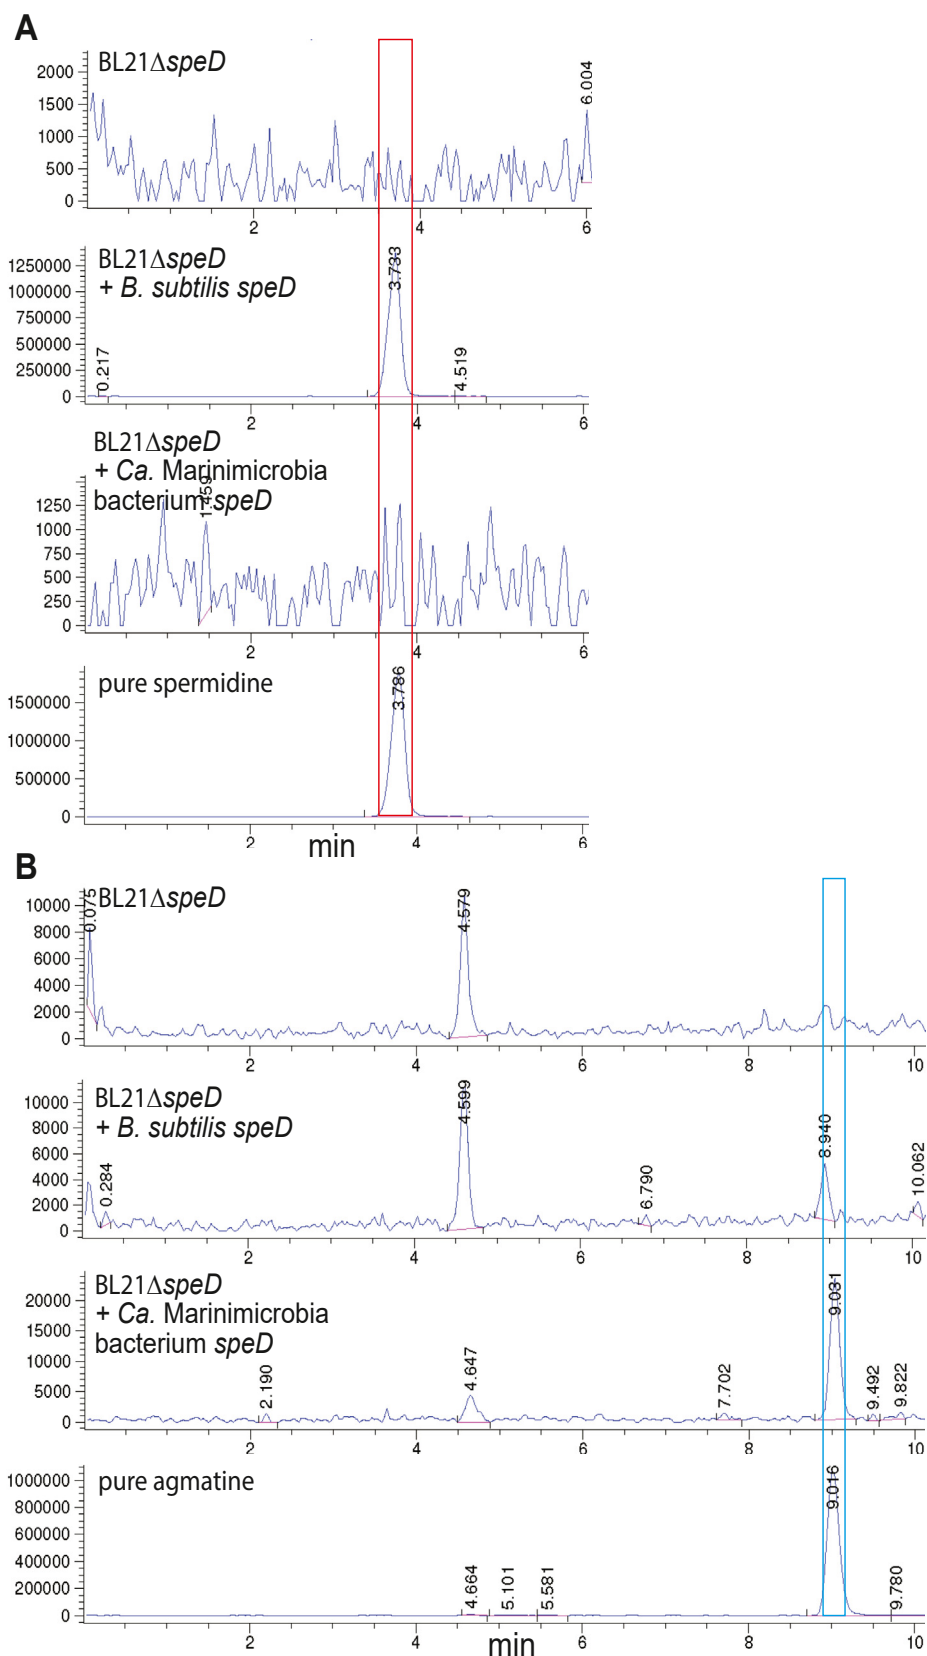 A
BL21ΔspeD
2000
1500
1000
500
0
6.004
2 4 6
BL21ΔspeD
+ B. subtilis speD
1250000
1000000
750000
500000
250000
0
0.217
3.733
4.519
2 4 6
BL21ΔspeD
+ Ca. Marinimicrobia
bacterium speD
1250
1000
750
500
250
0
1.459
2 4 6
pure spermidine
1500000
1000000
500000
0
3.786
2 4 6
min
B
BL21ΔspeD
10000
8000
6000
4000
2000
0
0.075
4.579
2 4 6 8 10
BL21ΔspeD
+ B. subtilis speD
10000
8000
6000
4000
2000
0
0.284
4.599
6.790
8.940
10.062
2 4 6 8 10
BL21ΔspeD
+ Ca. Marinimicrobia
bacterium speD
20000
15000
10000
5000
0
2.190
4.647
7.702
9.031
9.492
9.822
2 4 6 8 10
pure agmatine
1000000
800000
600000
400000
200000
0
4.664
5.101
5.581
9.016
9.780
2 4 6 8 10
min